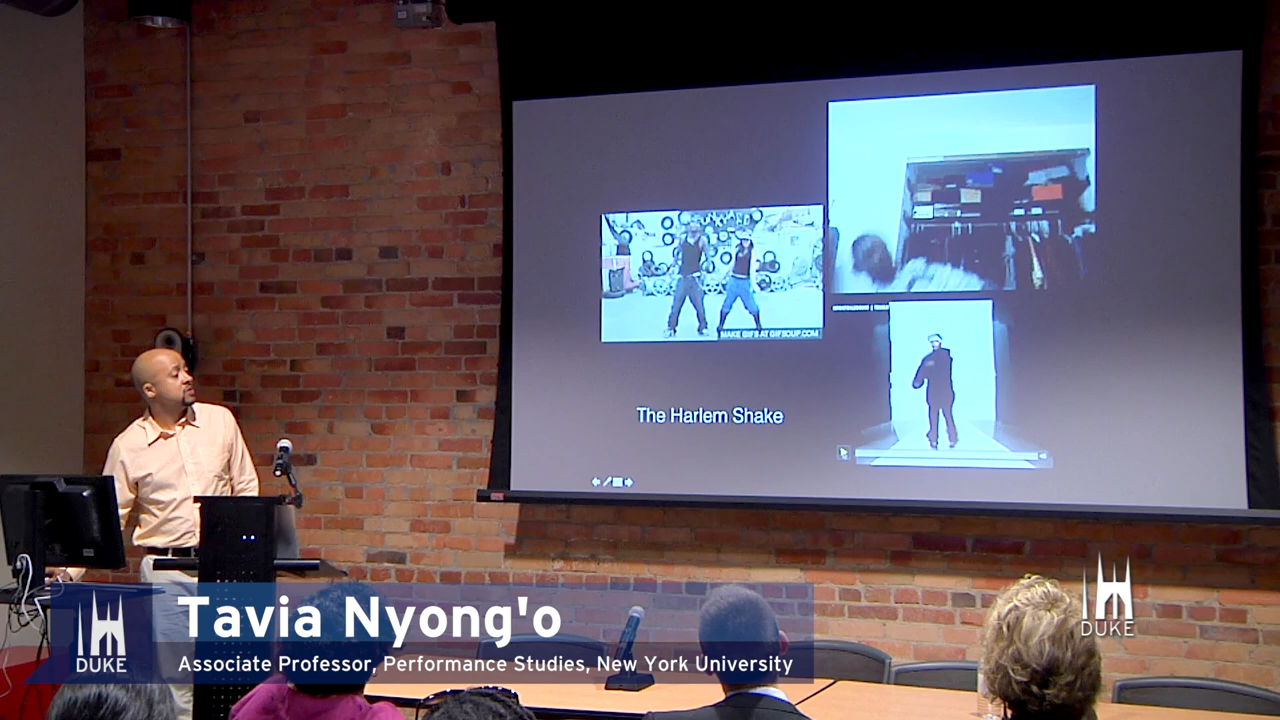 MAKE GIFS AT GIFSOUP.COM
The Harlem Shake
Tavia Nyong'o
Associate Professor, Performance Studies, New York University
DUKE
DUKE